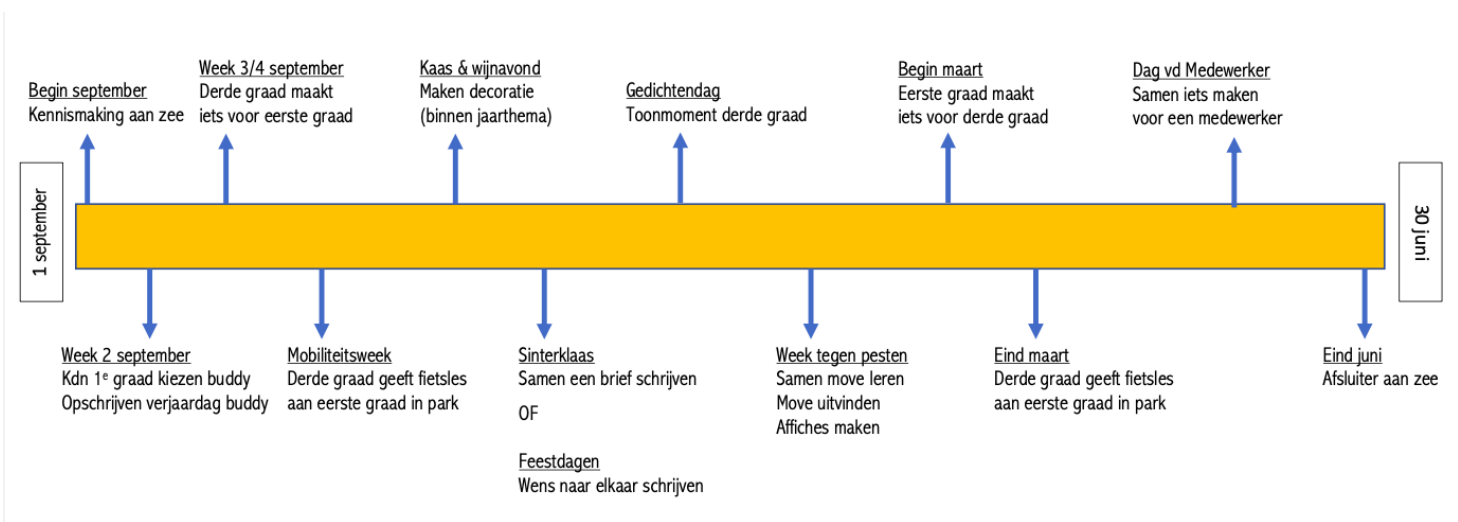 1 september
Begin september
Kennismaking aan zee
Week 2 september
Kdn 1e graad kiezen buddy
Opschrijven verjaardag buddy
Week 3/4 september
Derde graad maakt
iets voor eerste graad
Mobiliteitsweek
Derde graad geeft fietsles
aan eerste graad in park
Kaas & wijnavond
Maken decoratie
(binnen jaarthema)
Sinterklaas
Samen een brief schrijven
OF
Feestdagen
Wens naar elkaar schrijven
Gedichtendag
Toonmoment derde graad
Week tegen pesten
Samen move leren
Move uitvinden
Affiches maken
Begin maart
Eerste graad maakt
iets voor derde graad
Eind maart
Derde graad geeft fietsles
aan eerste graad in park
Dag vd Medewerker
Samen iets maken
voor een medewerker
Eind juni
Afsluiter aan zee
30 juni